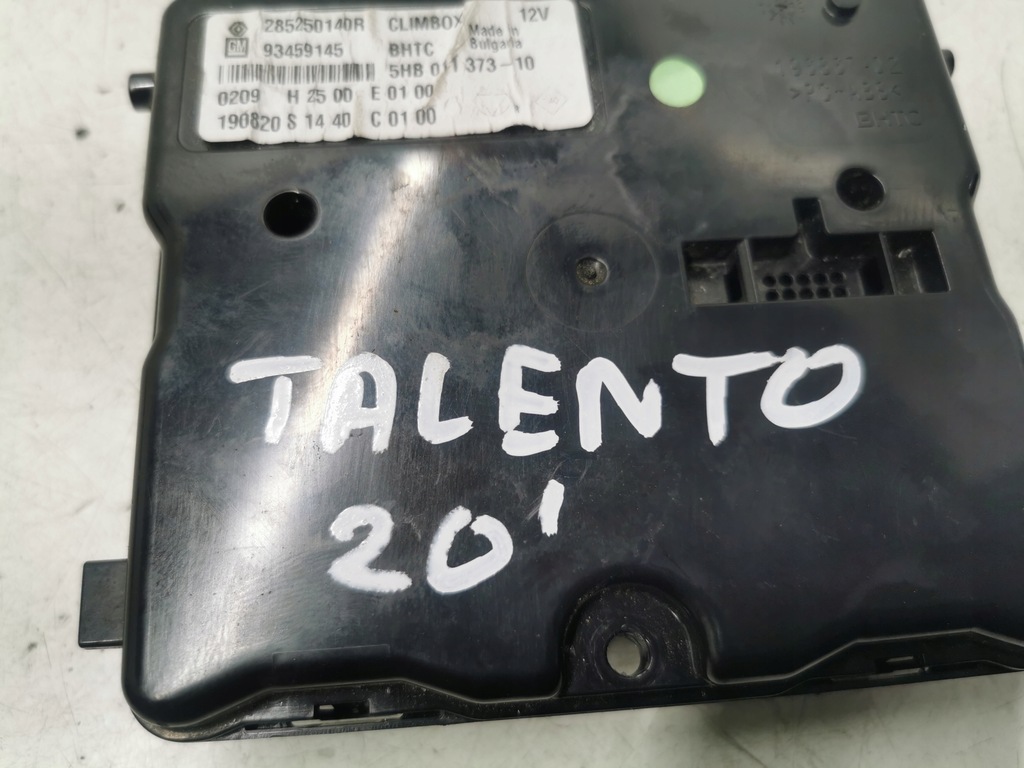 285250140R CLIMBOX 12V
GM 93459145 BHTC Made in Bulgaria
5HB 011 373-10
0209 H 25 00 E 01 00
190820 S 14 40 C 01 00
BHTC
TALENTO
20'